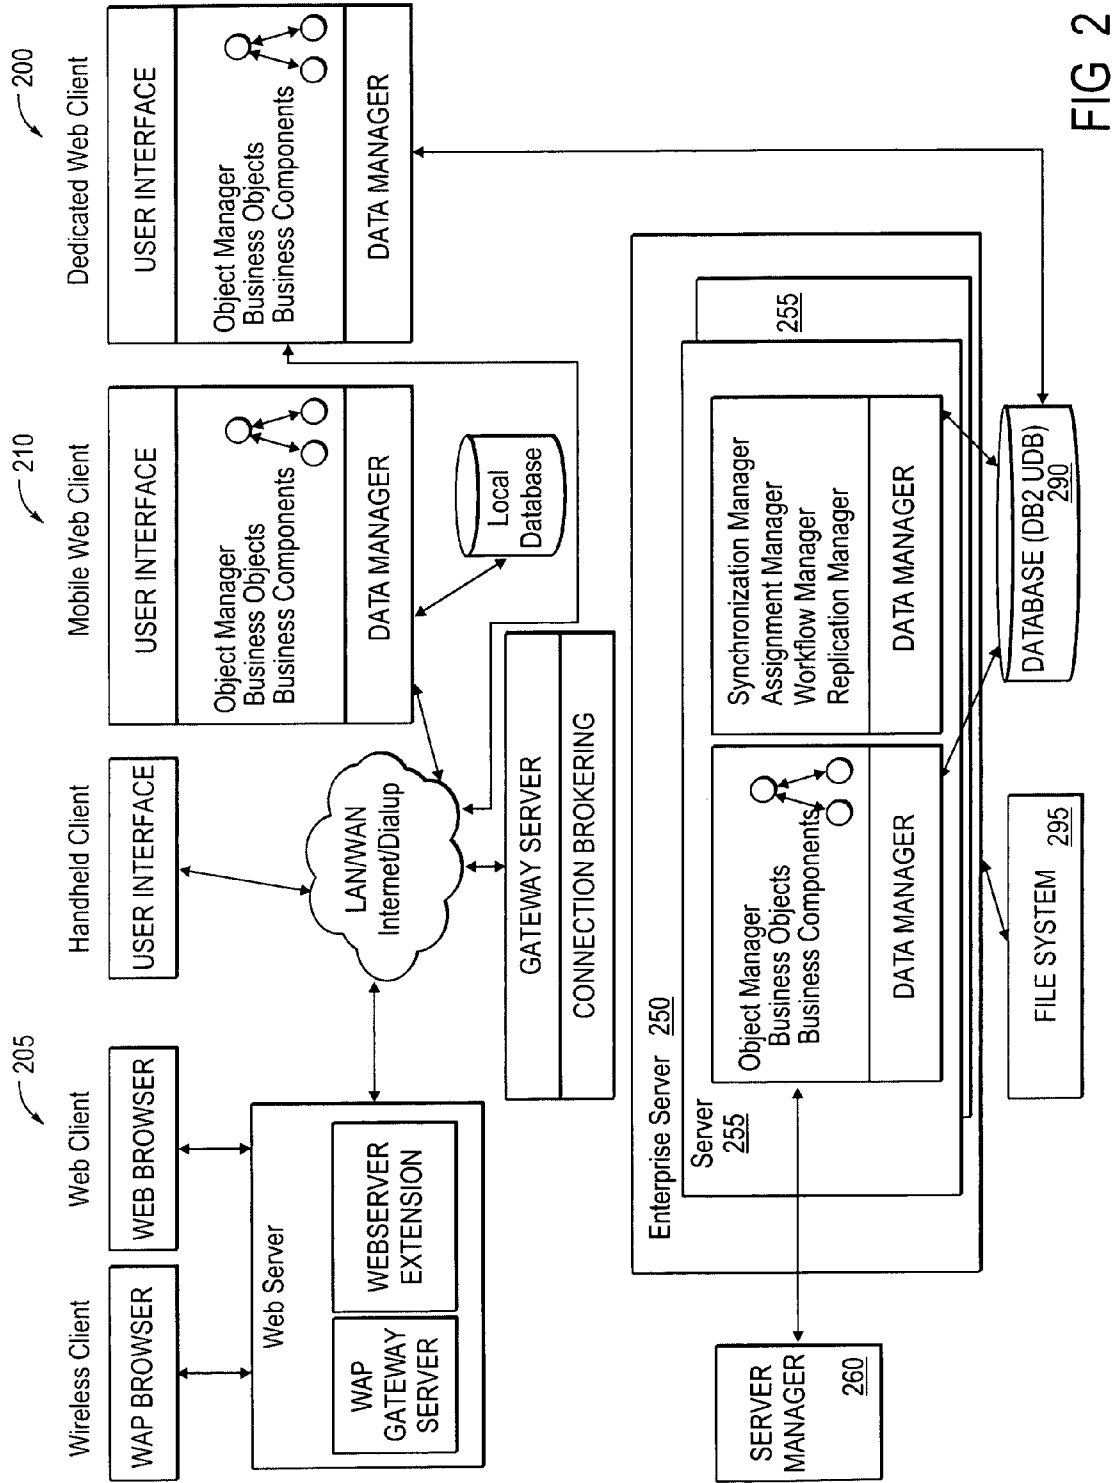 Wireless Client
Web Client
205
Handheld Client
Mobile Web Client
210
Dedicated Web Client
200
WAP BROWSER
WEB BROWSER
USER INTERFACE
USER INTERFACE
Object Manager
Business Objects
Business Components
DATA MANAGER
USER INTERFACE
Object Manager
Business Objects
Business Components
DATA MANAGER
Web Server
WAP
GATEWAY
SERVER
WEBSERVER
EXTENSION
LAN/WAN
Internet/Dialup
Local
Database
GATEWAY SERVER
CONNECTION BROKERING
Enterprise Server 250
Server
255
255
Object Manager
Business Objects
Business Components
DATA MANAGER
Synchronization Manager
Assignment Manager
Workflow Manager
Replication Manager
DATA MANAGER
SERVER
MANAGER
260
FILE SYSTEM
295
DATABASE (DB2 UDB)
290
FIG 2